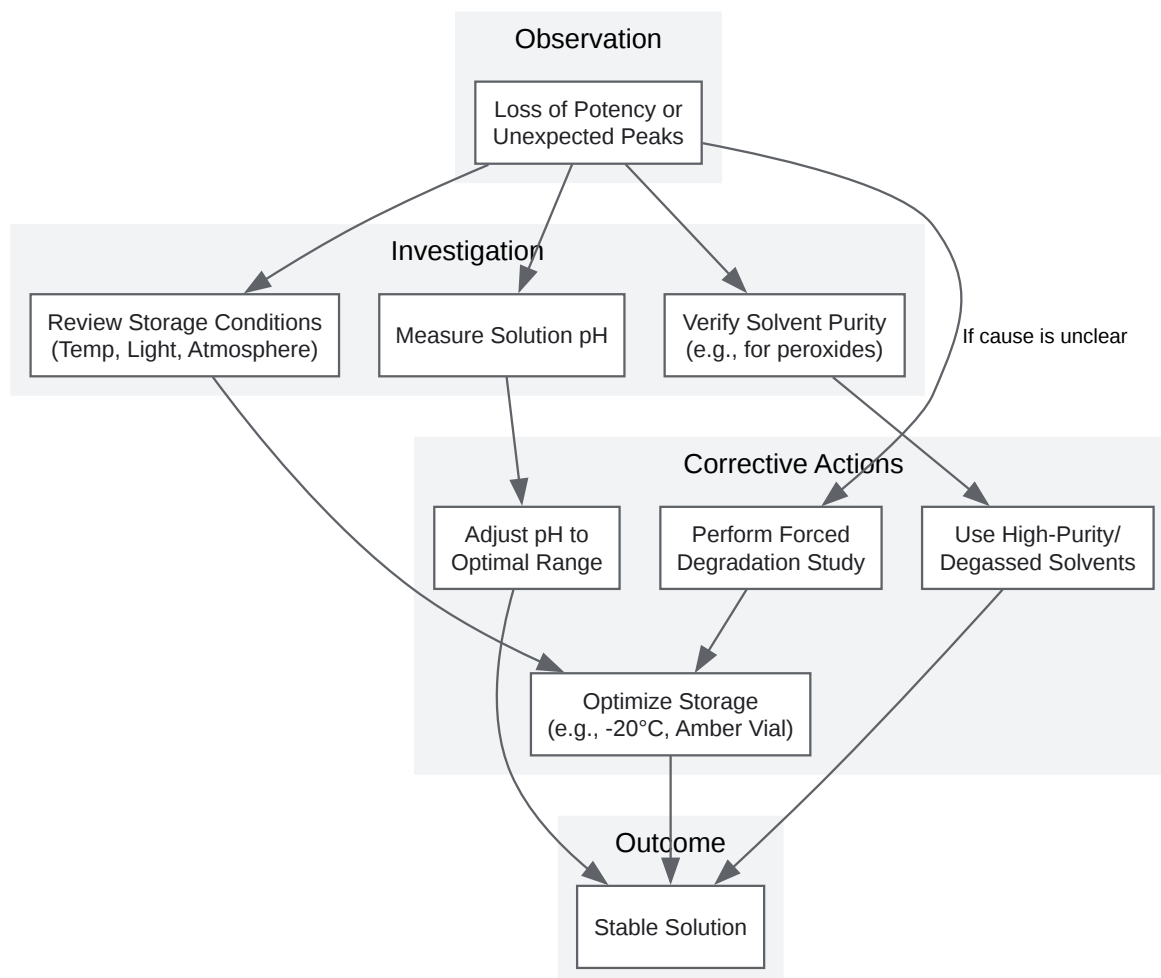 Observation
Loss of Potency or
Unexpected Peaks
Investigation
Review Storage Conditions
(Temp, Light, Atmosphere)
Measure Solution pH
Verify Solvent Purity
(e.g., for peroxides)
If cause is unclear
Corrective Actions
Adjust pH to
Optimal Range
Perform Forced
Degradation Study
Use High-Purity/
Degassed Solvents
Optimize Storage
(e.g., -20°C, Amber Vial)
Outcome
Stable Solution